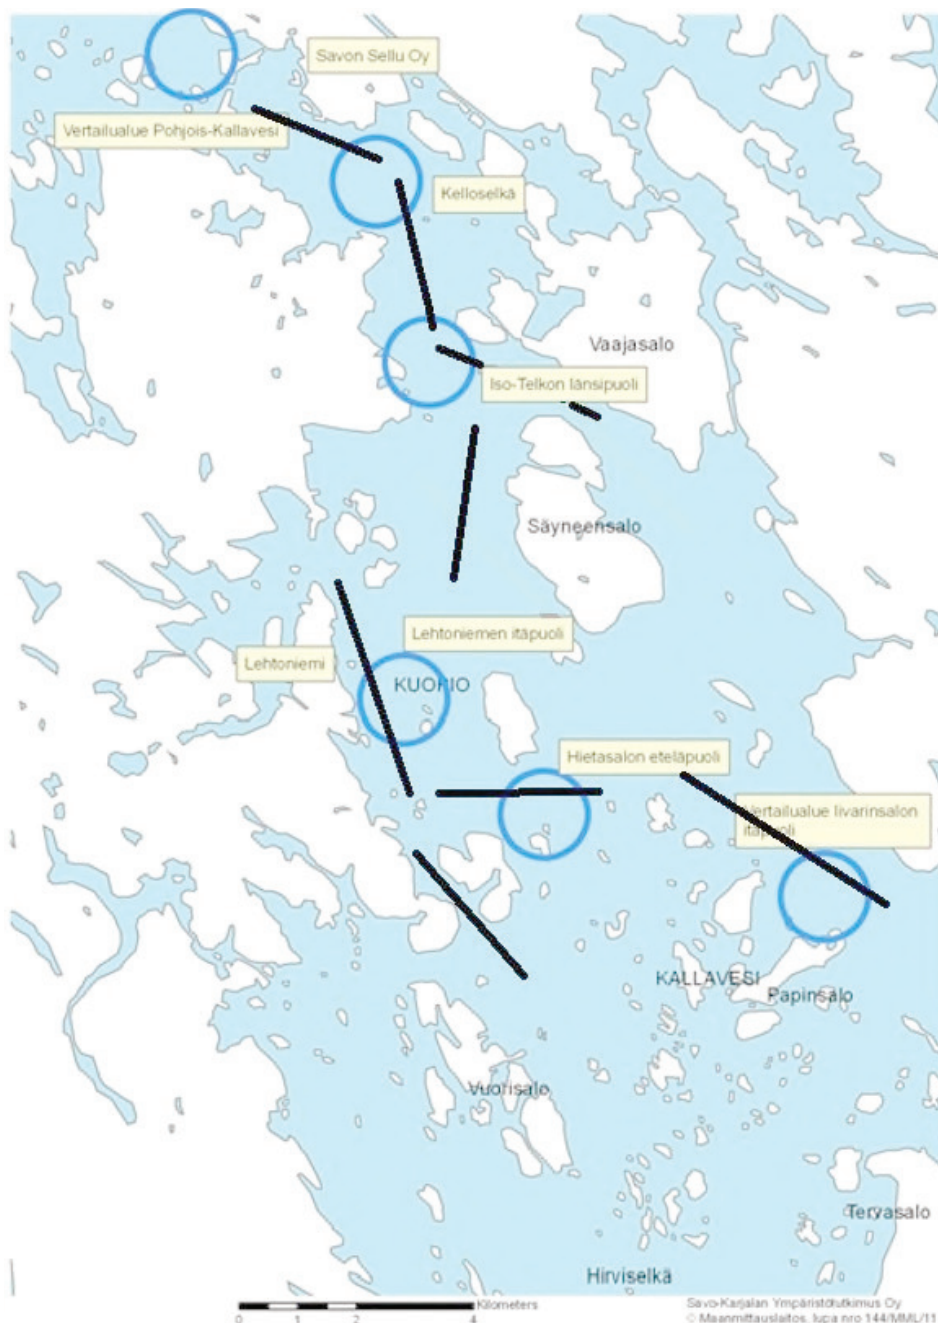 Savon Sellu Oy
Vertailualue Pohjois-Kallavesi
Kelloselkä
Vaajasalo
Iso-Telkon länsipuoli
Säyneensalo
Lehtoniemen itäpuoli
Lehtoniemi
KUOPIO
Hietasalon eteläpuoli
Vertailualue Iivarinsalon
itäpuoli
KALLAVESI
Papinsalo
Vuorisalo
Tervasalo
Hirviselkä
Kilometers
0 1 2 4
Savo-Karjalan Ympäristötutkimus Oy
© Maanmittauslaitos, lupa nro 144/MML/11